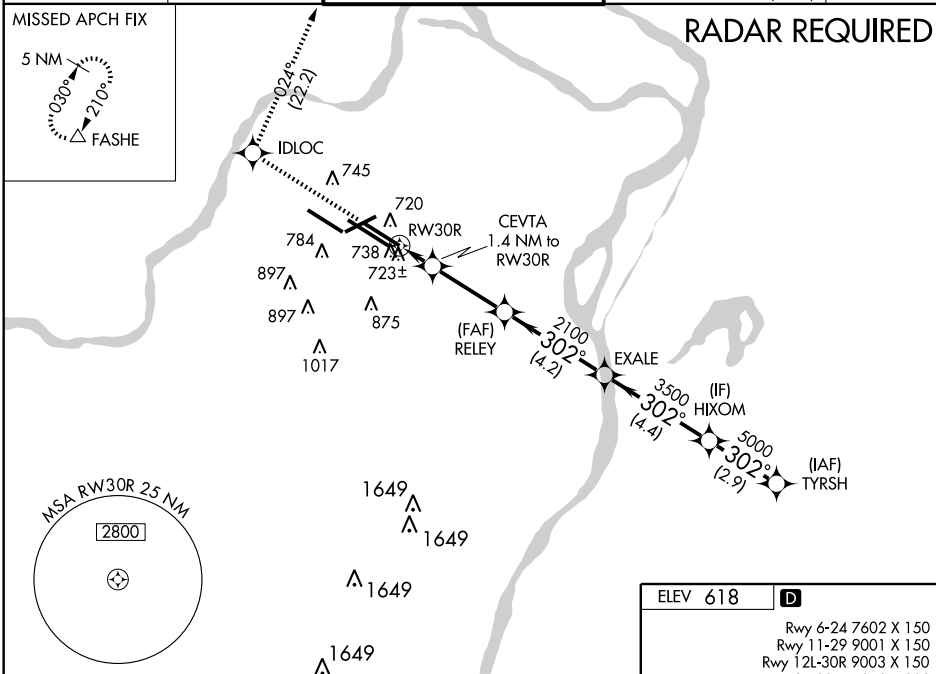 MISSED APCH FIX
RADAR REQUIRED
5 NM
030°
210°
FASHE
024°
(22.2)
IDLOC
745
720
RW30R
CEVTA
1.4 NM to
RW30R
784
738
723±
897
897
875
1017
(FAF)
RELEY
2100
302°
(4.2)
EXALE
3500
302°
(4.4)
(IF)
HIXOM
5000
302°
(2.9)
(IAF)
TYRSH
MSA RW30R 25 NM
2800
1649
1649
1649
1649
ELEV 618 D
Rwy 6-24 7602 X 150
Rwy 11-29 9001 X 150
Rwy 12L-30R 9003 X 150